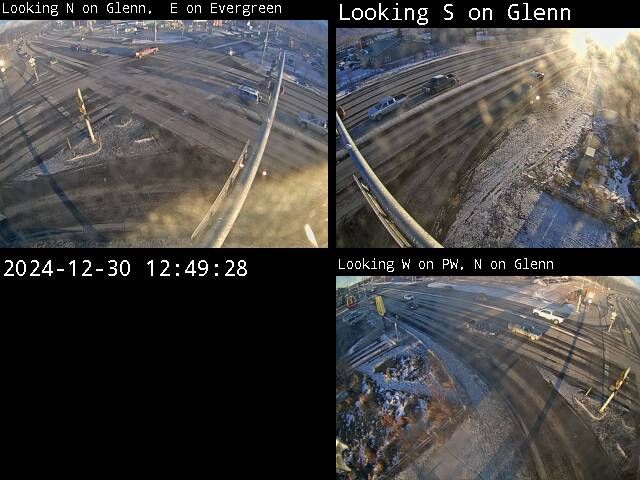 Looking N on Glenn,  E on Evergreen
Looking S on Glenn
2024-12-30 12:49:28
Looking W on PW, N on Glenn